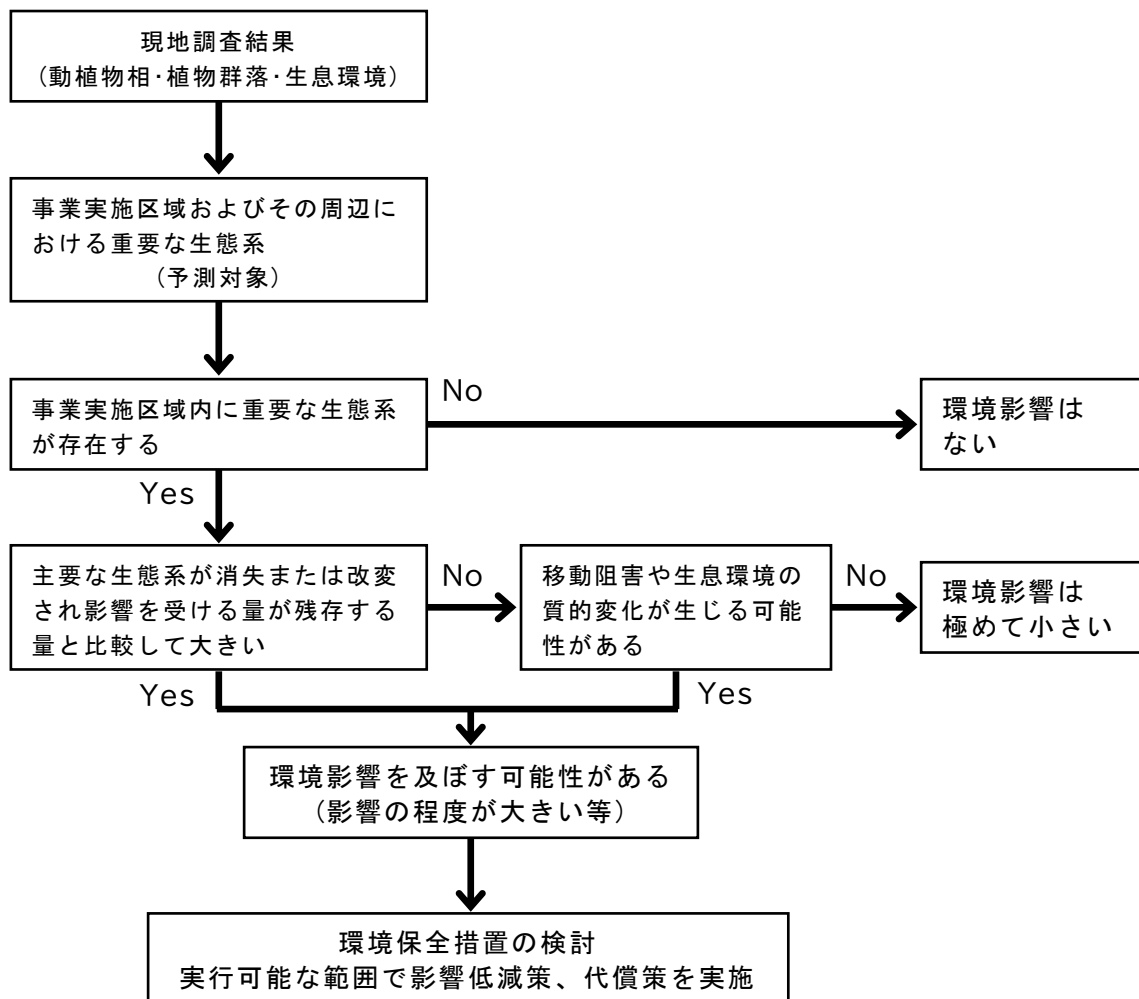 現地調査結果
（動植物相･植物群落･生息環境）
事業実施区域およびその周辺に
おける重要な生態系
（予測対象）
事業実施区域内に重要な生態系
が存在する
No
環境影響は
ない
Yes
主要な生態系が消失または改変
され影響を受ける量が残存する
量と比較して大きい
No
移動阻害や生息環境の
質的変化が生じる可能
性がある
No
環境影響は
極めて小さい
Yes
Yes
環境影響を及ぼす可能性がある
（影響の程度が大きい等）
環境保全措置の検討
実行可能な範囲で影響低減策、代償策を実施